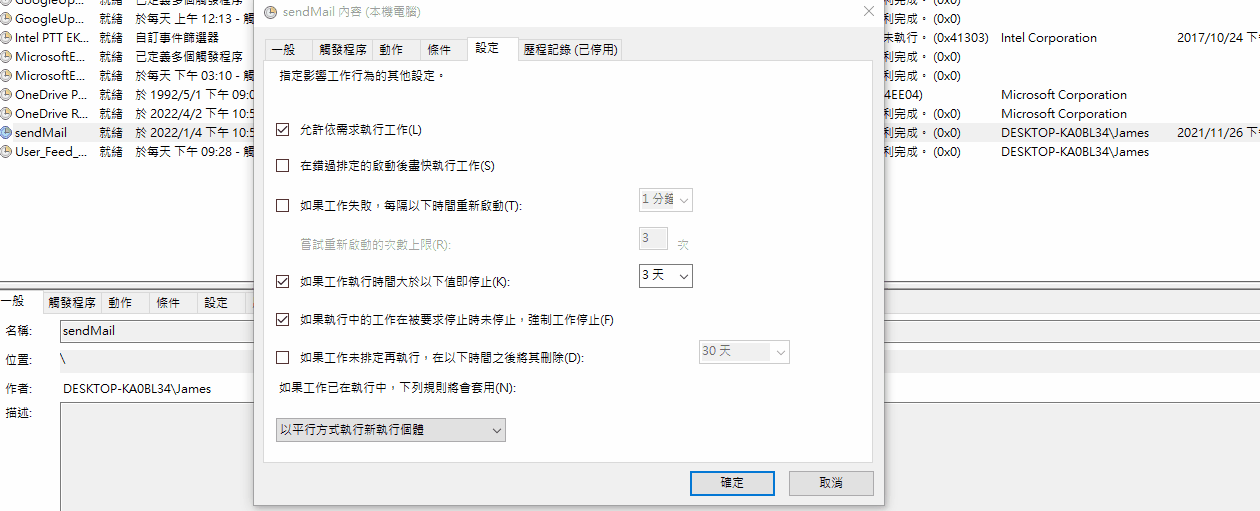 sendMail 內容 (本機電腦)
一般 觸發程序 動作 條件 設定 歷程記錄 (已停用)
指定影響工作行為的其他設定。
允許依需求執行工作(L)
在錯過排定的啟動後盡快執行工作(S)
如果工作失敗，每隔以下時間重新啟動(T): 1 分鐘
嘗試重新啟動的次數上限(R): 3 次
如果工作執行時間大於以下值即停止(K): 3 天
如果執行中的工作在被要求停止時未停止，強制工作停止(F)
如果工作未排定再執行，在以下時間之後將其刪除(D): 30 天
如果工作已在執行中，下列規則將會套用(N):
以平行方式執行新執行個體
確定 取消
GoogleUp... 就緒 於每天 上午 12:13 - 觸 利完成。 (0x0)
Intel PTT EK... 就緒 自訂事件篩選器 未執行。 (0x41303) Intel Corporation 2017/10/24 下
MicrosoftE... 就緒 已定義多個觸發程序 利完成。 (0x0)
MicrosoftE... 就緒 於每天 下午 03:10 - 觸 利完成。 (0x0)
OneDrive P... 就緒 於 1992/5/1 下午 09:0 4EE04) Microsoft Corporation
OneDrive R... 就緒 於 2022/4/2 下午 10:5 利完成。 (0x0) Microsoft Corporation
sendMail 就緒 於 2022/1/4 下午 10:5 利完成。 (0x0) DESKTOP-KA0BL34\James 2021/11/26 下
User_Feed_... 就緒 於每天 下午 09:28 - 觸 利完成。 (0x0) DESKTOP-KA0BL34\James
一般 觸發程序 動作 條件 設定
名稱: sendMail
位置: \
作者: DESKTOP-KA0BL34\James
描述: